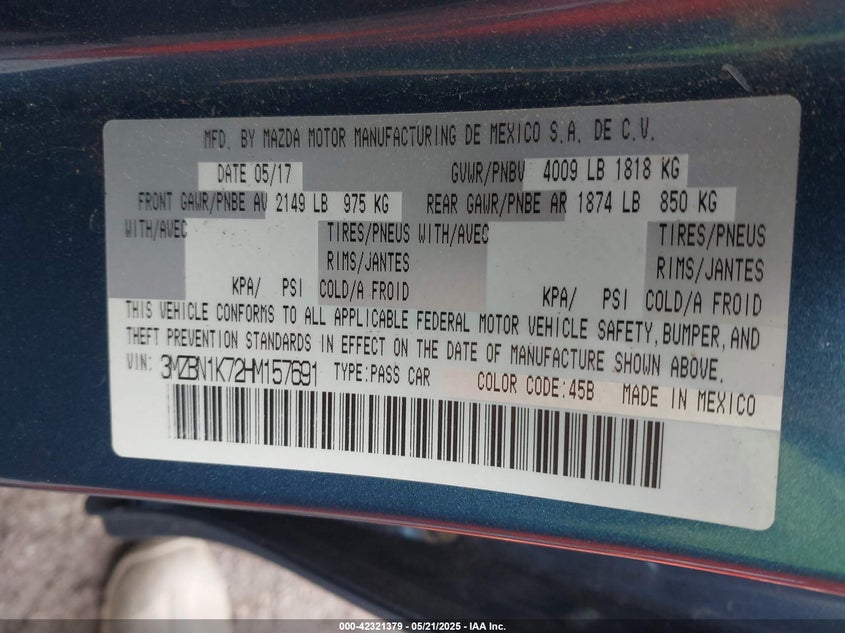 MFD. BY MAZDA MOTOR MANUFACTURING DE MEXICO S.A. DE C.V.
DATE 05/17 GVWR/PNBV 4009 LB 1818 KG
FRONT GAWR/PNBE AV 2149 LB 975 KG REAR GAWR/PNBE AR 1874 LB 850 KG
WITH/AVEC TIRES/PNEUS WITH/AVEC TIRES/PNEUS
RIMS/JANTES RIMS/JANTES
KPA/ PSI COLD/A FROID KPA/ PSI COLD/A FROID
THIS VEHICLE CONFORMS TO ALL APPLICABLE FEDERAL MOTOR VEHICLE SAFETY, BUMPER, AND
THEFT PREVENTION STANDARDS IN EFFECT ON THE DATE OF MANUFACTURE SHOWN ABOVE.
VIN: 3MZBN1K72HM157691 TYPE:PASS CAR COLOR CODE:45B MADE IN MEXICO
000-42321379 - 05/21/2025 - IAA Inc.